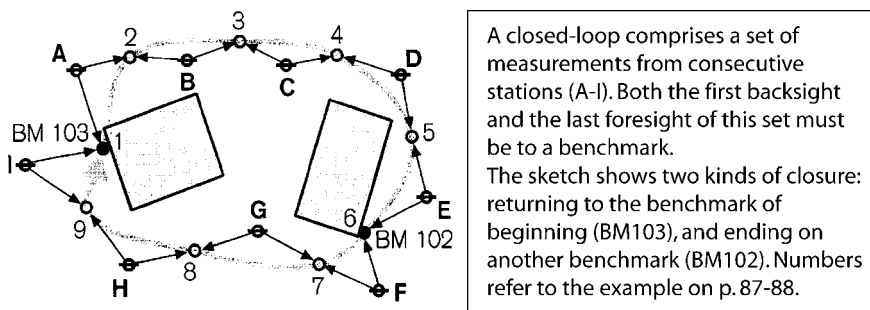 A
2
3
4
D
B
C
BM 103
1
5
I
6
E
9
G
BM 102
8
7
H
F
A closed-loop comprises a set of
measurements from consecutive
stations (A-I). Both the first backsight
and the last foresight of this set must
be to a benchmark.
The sketch shows two kinds of closure:
returning to the benchmark of
beginning (BM103), and ending on
another benchmark (BM102). Numbers
refer to the example on p. 87-88.